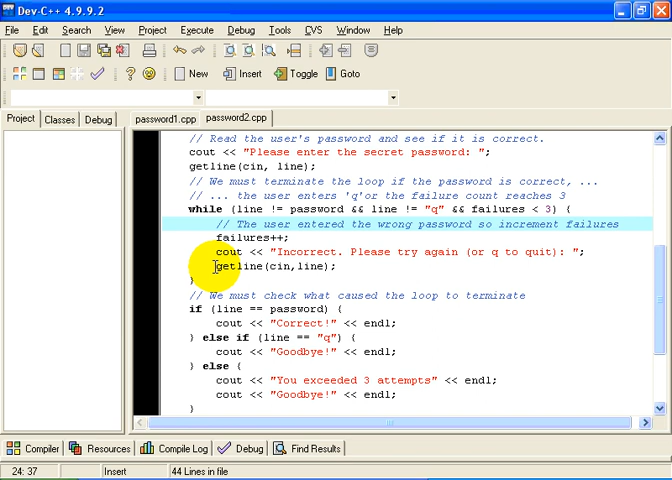 Dev-C++ 4.9.9.2
File Edit Search View Project Execute Debug Tools CVS Window Help
New Insert Toggle Goto
Project Classes Debug password1.cpp password2.cpp
// Read the user's password and see if it is correct.
cout << "Please enter the secret password: ";
getline(cin, line);
// We must terminate the loop if the password is correct, ...
// ... the user enters 'q'or the failure count reaches 3
while (line != password && line != "q" && failures < 3) {
// The user entered the wrong password so increment failures
failures++;
cout << "Incorrect. Please try again (or q to quit): ";
getline(cin,line);
}
// We must check what caused the loop to terminate
if (line == password) {
cout << "Correct!" << endl;
} else if (line == "q") {
cout << "Goodbye!" << endl;
} else {
cout << "You exceeded 3 attempts" << endl;
cout << "Goodbye!" << endl;
}
Compiler Resources Compile Log Debug Find Results
24: 37 Insert 44 Lines in file